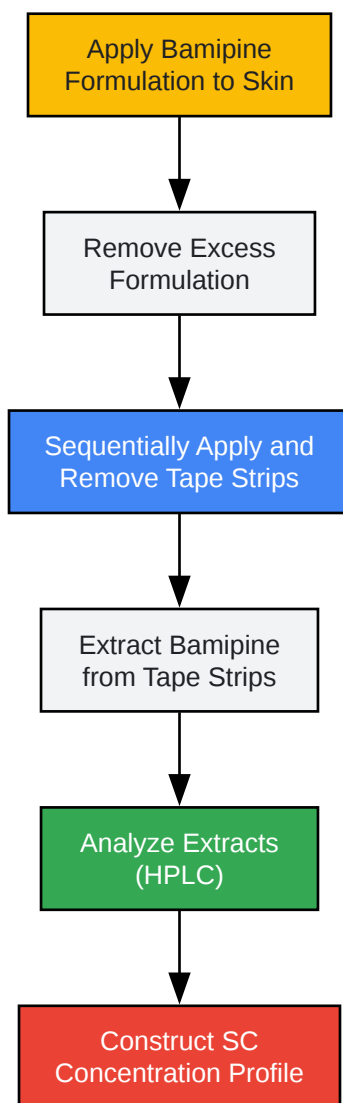 Apply Bamipine
Formulation to Skin
Remove Excess
Formulation
Sequentially Apply and
Remove Tape Strips
Extract Bamipine
from Tape Strips
Analyze Extracts
(HPLC)
Construct SC
Concentration Profile